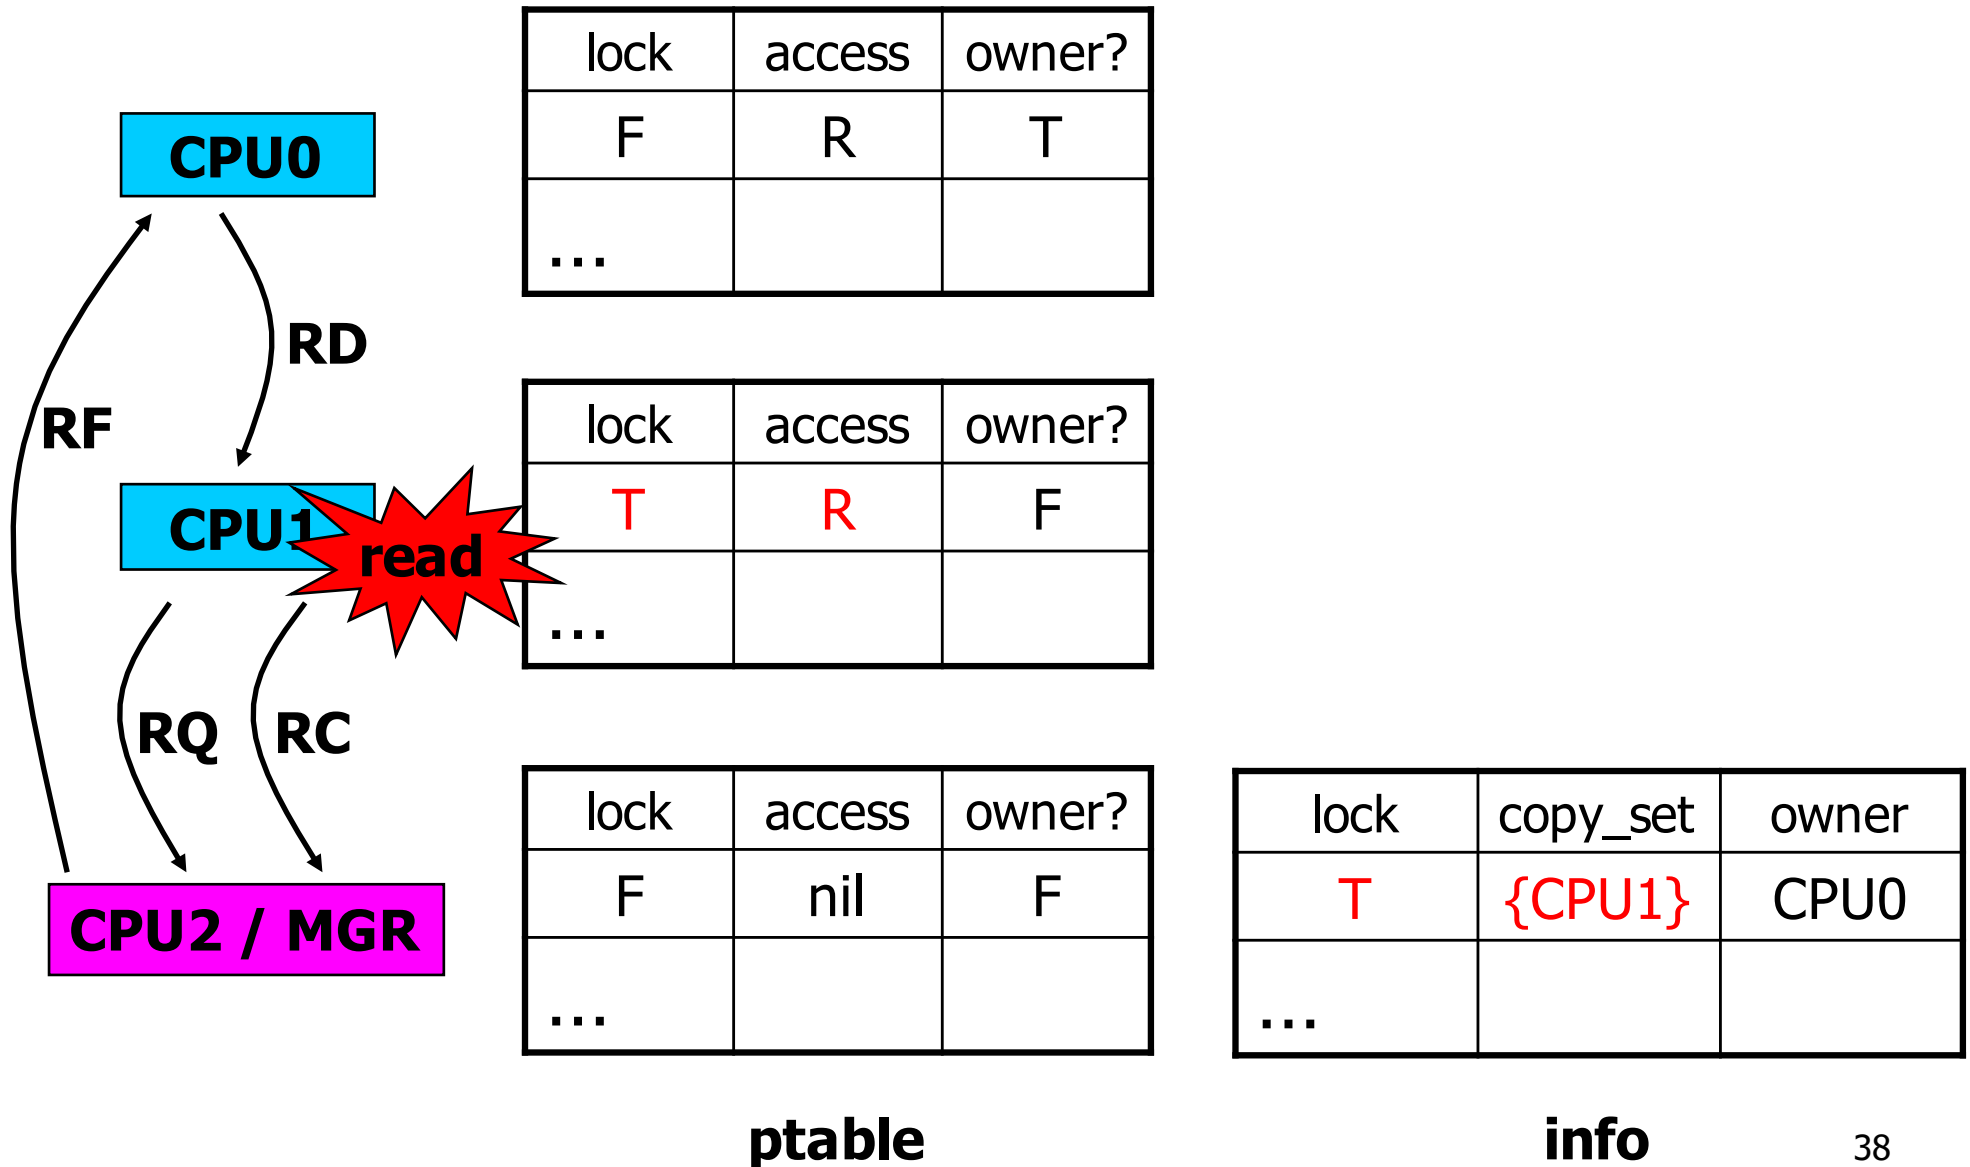 lock access owner?
F R T
...
CPU0
RD
RF
lock access owner?
T R F
...
CPU1
read
RQ RC
lock access owner?
F nil F
...
CPU2 / MGR
lock copy_set owner
T {CPU1} CPU0
...
ptable
info
38